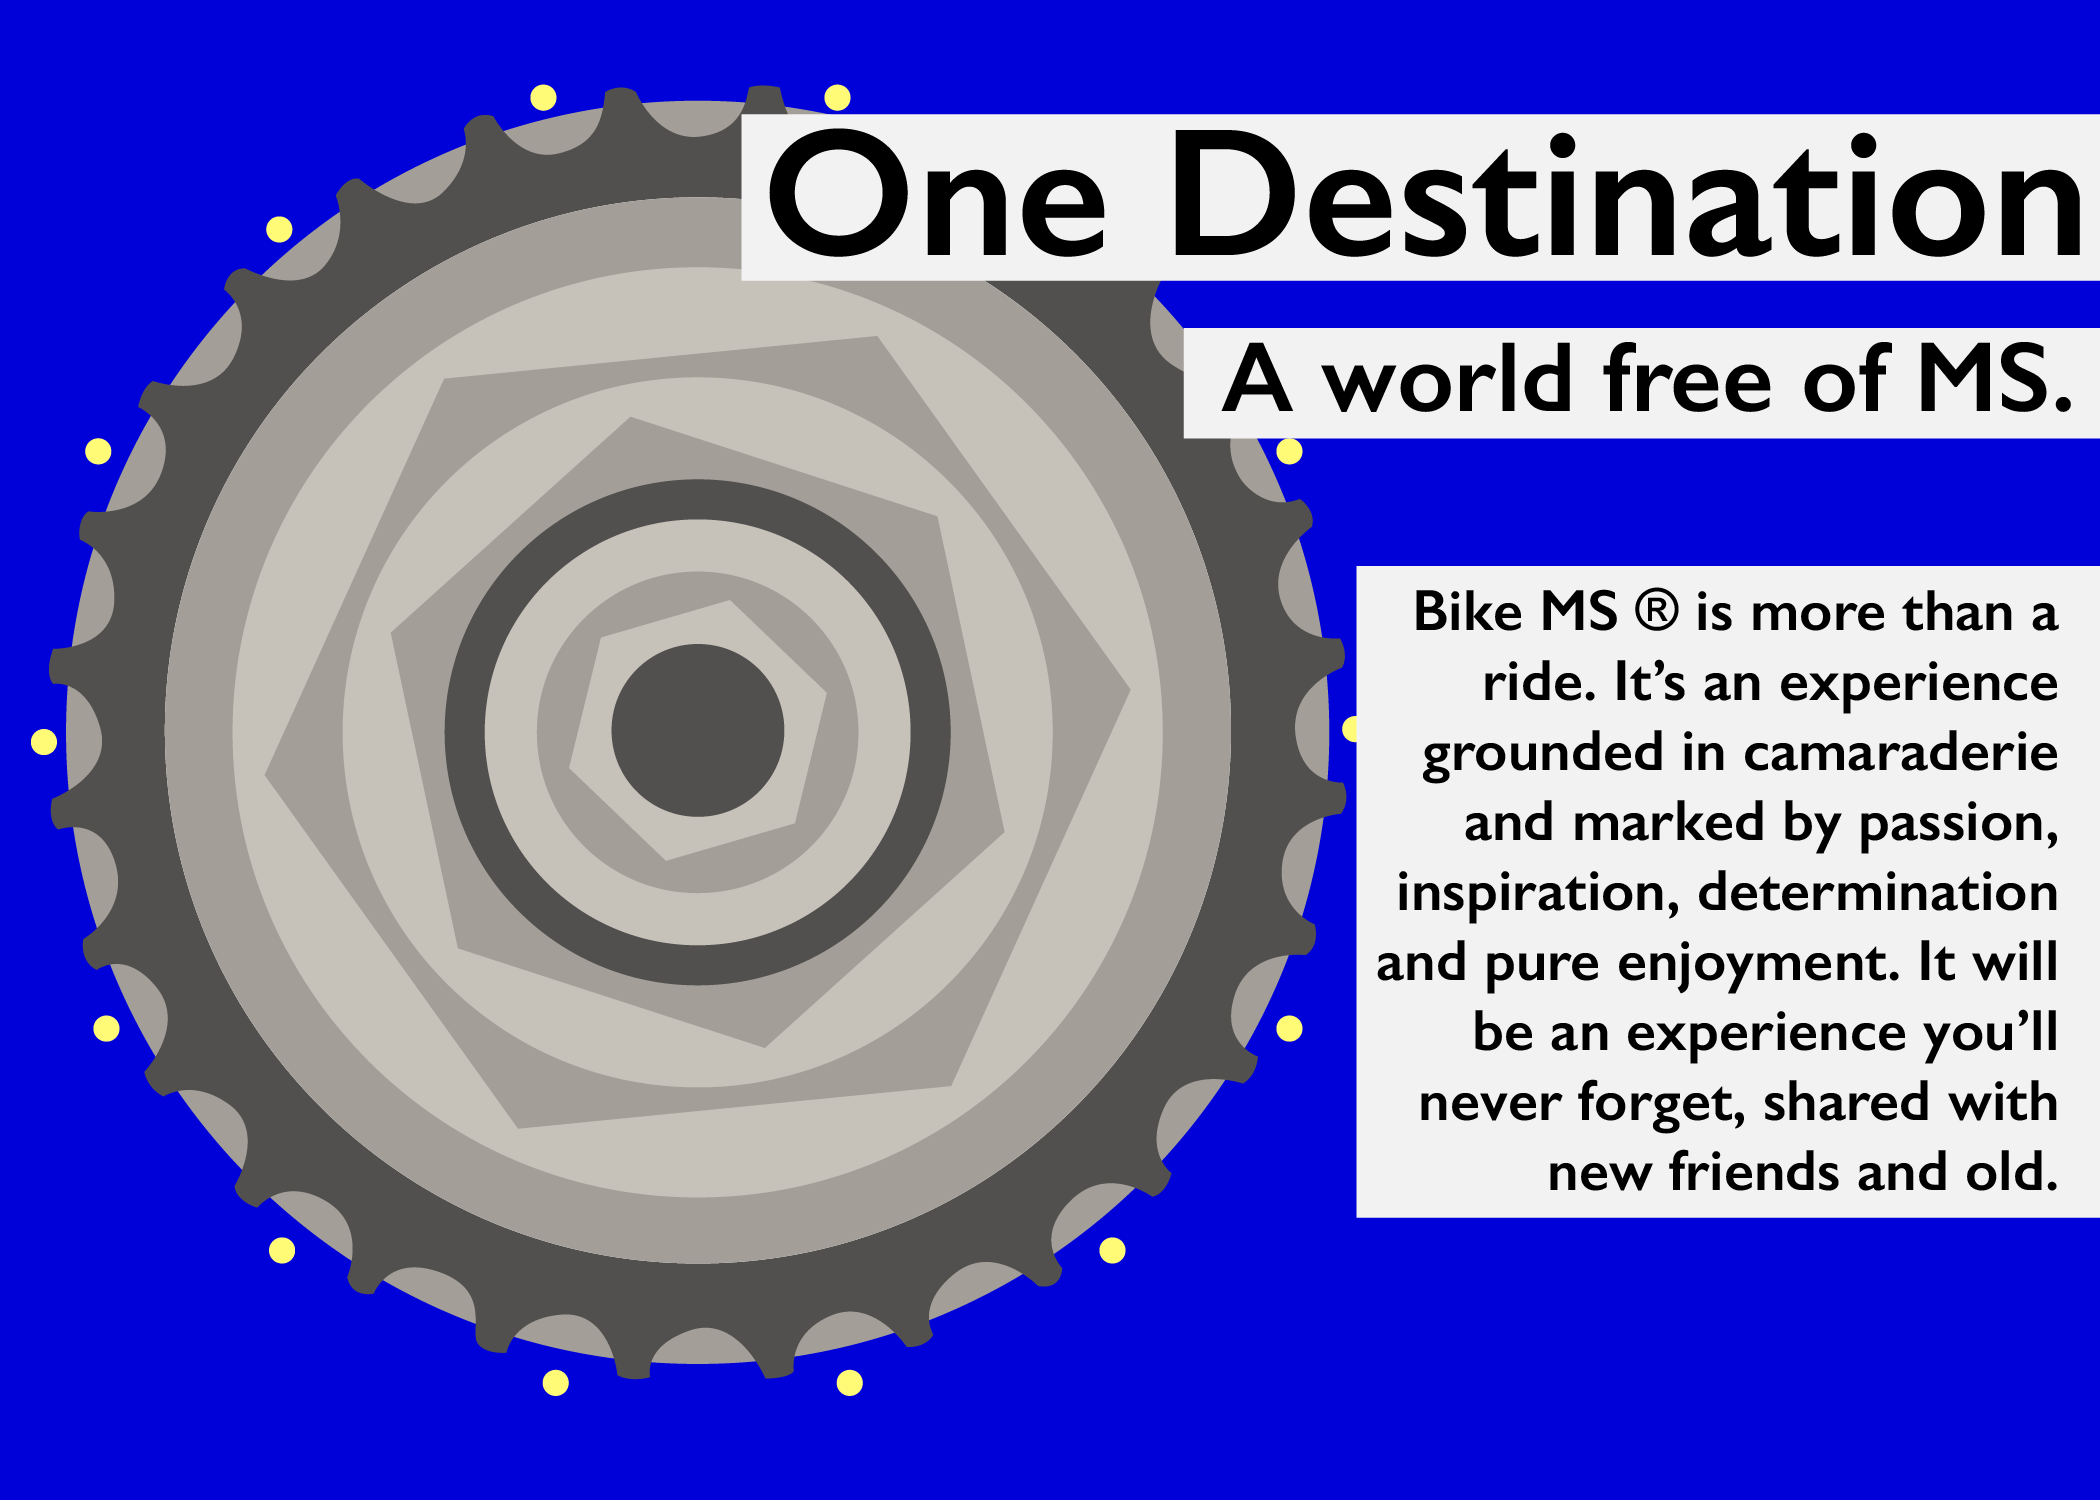 One Destination
A world free of MS.
Bike MS ® is more than a
ride. It’s an experience
grounded in camaraderie
and marked by passion,
inspiration, determination
and pure enjoyment. It will
be an experience you’ll
never forget, shared with
new friends and old.